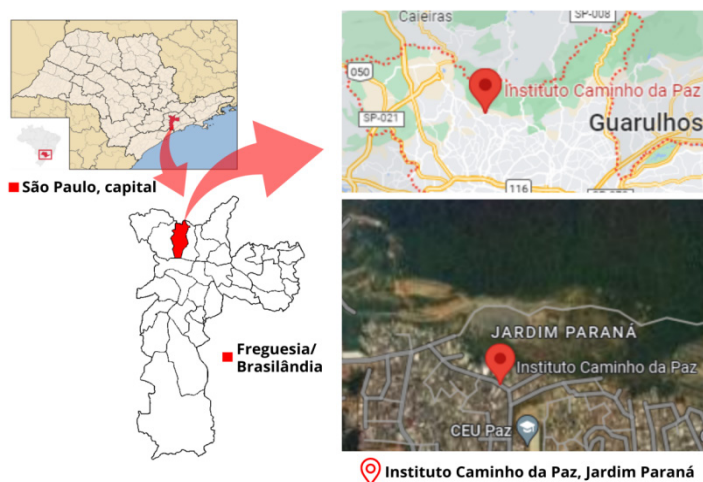 São Paulo, capital
Freguesia/
Brasilândia
Caieiras
SP-008
050
Instituto Caminho da Paz
SP-021
Guarulhos
116
JARDIM PARANÁ
Instituto Caminho da Paz
CEU Paz
Instituto Caminho da Paz, Jardim Paraná